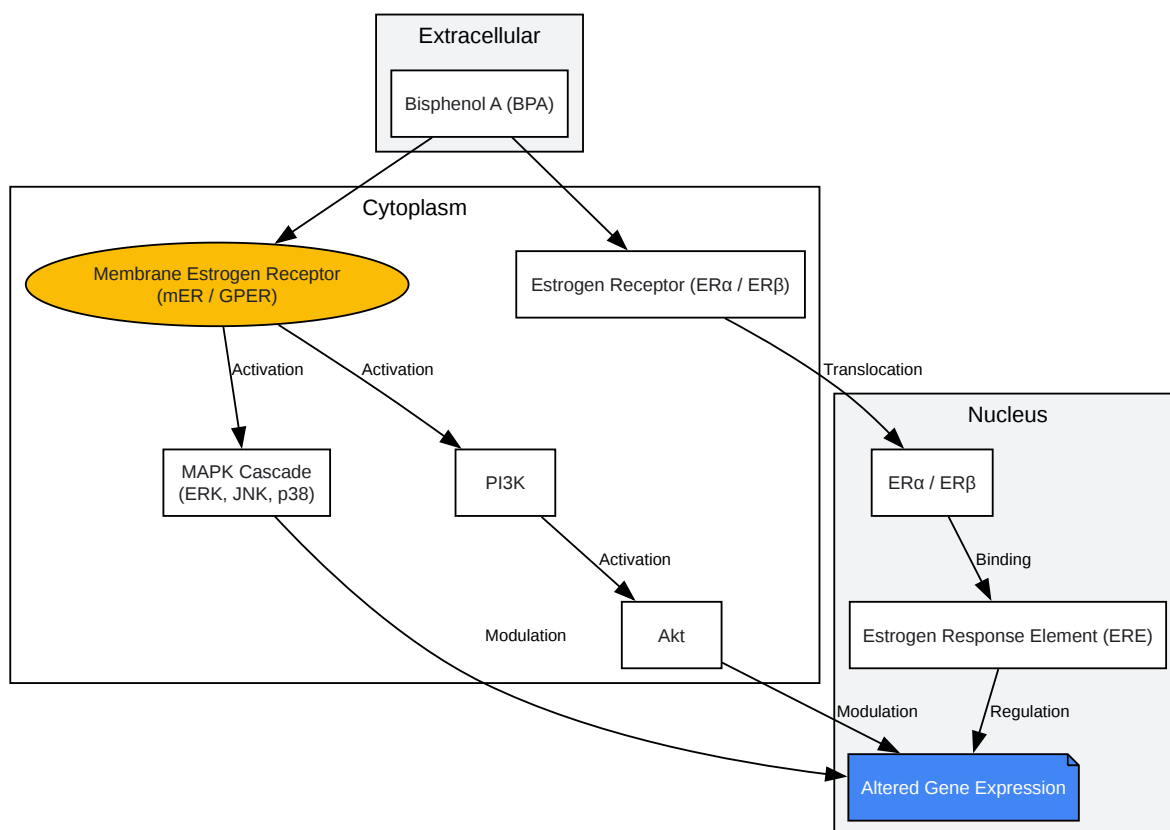 Extracellular
Bisphenol A (BPA)
Cytoplasm
Membrane Estrogen Receptor
(mER / GPER)
Estrogen Receptor (ERα / ERβ)
Activation
Activation
Translocation
Nucleus
MAPK Cascade
(ERK, JNK, p38)
PI3K
ERα / ERβ
Activation
Binding
Modulation
Akt
Estrogen Response Element (ERE)
Modulation
Regulation
Altered Gene Expression